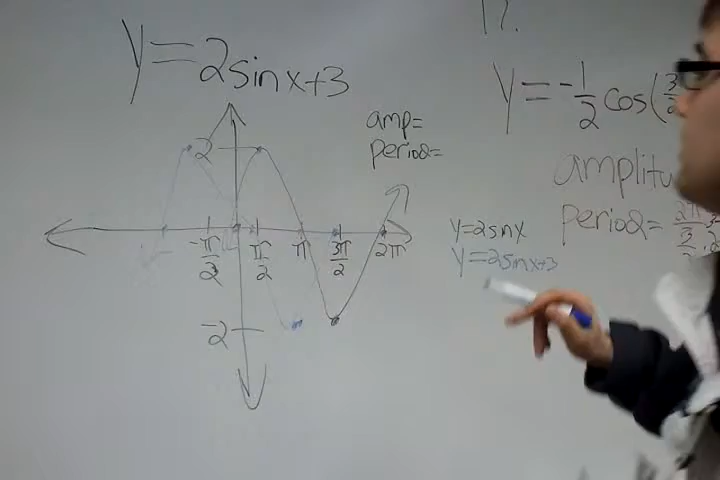 y=2sinx+3
17.
y=-1/2 cos(3/2
amp=
period=
amplitu
period= 2π
2
-π/2
π/2
π
3π/2
2π
-2
y=2sinx
y=2sinx+3